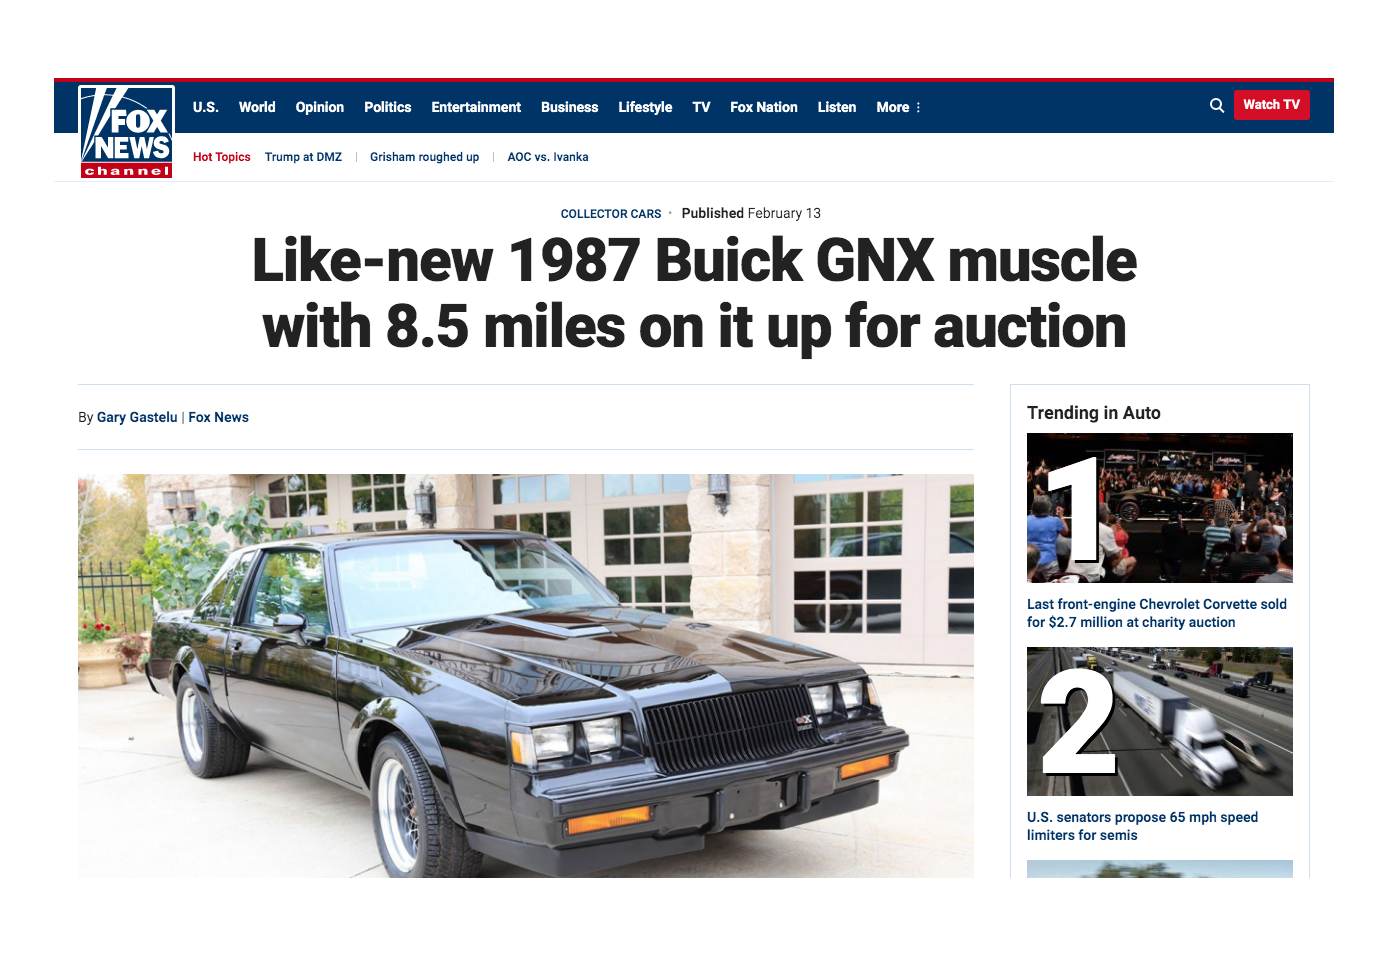 FOX
NEWS
channel
U.S. World Opinion Politics Entertainment Business Lifestyle TV Fox Nation Listen More
Watch TV
Hot Topics Trump at DMZ Grisham roughed up AOC vs. Ivanka
COLLECTOR CARS · Published February 13
Like-new 1987 Buick GNX muscle
with 8.5 miles on it up for auction
By Gary Gastelu | Fox News
Trending in Auto
1
Last front-engine Chevrolet Corvette sold
for $2.7 million at charity auction
2
U.S. senators propose 65 mph speed
limiters for semis